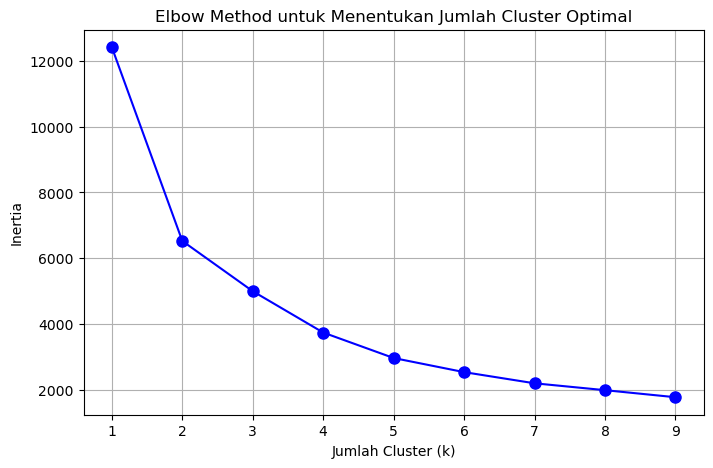 Elbow Method untuk Menentukan Jumlah Cluster Optimal
12000
10000
8000
6000
4000
2000
Inertia
1 2 3 4 5 6 7 8 9
Jumlah Cluster (k)